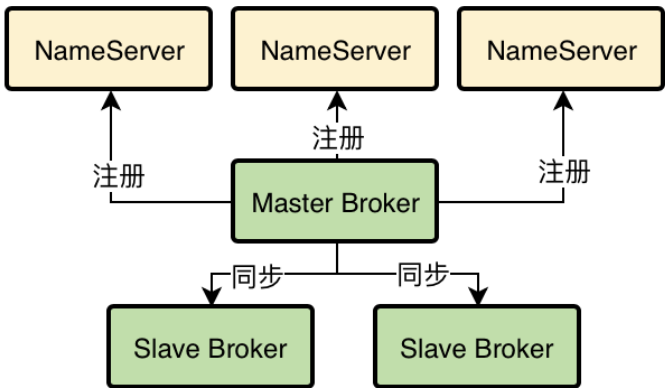 NameServer
NameServer
NameServer
注册
注册
注册
Master Broker
同步
同步
Slave Broker
Slave Broker